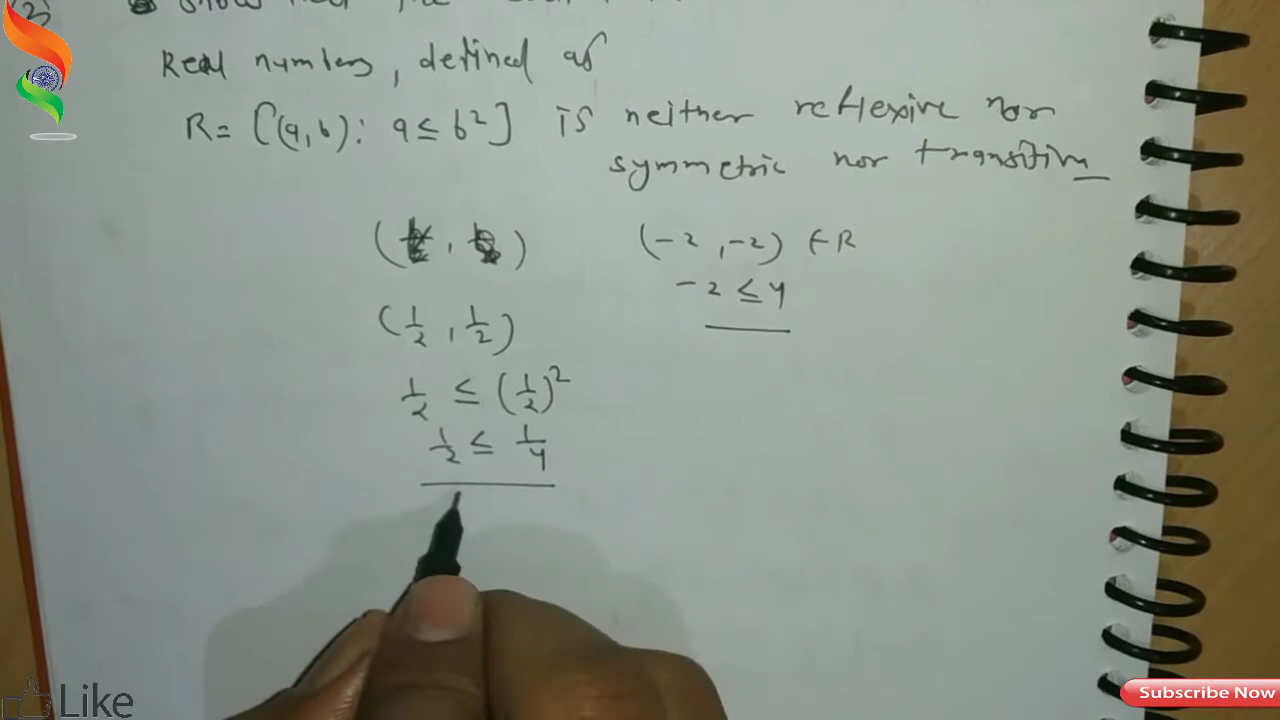 Real numbers, defined as
R = [(a,b): a ≤ b²] is neither reflexive nor
symmetric nor transitive
(-2, -2) ∈ R
-2 ≤ 4
(1/2, 1/2)
1/2 ≤ (1/2)²
1/2 ≤ 1/4
Like
Subscribe Now